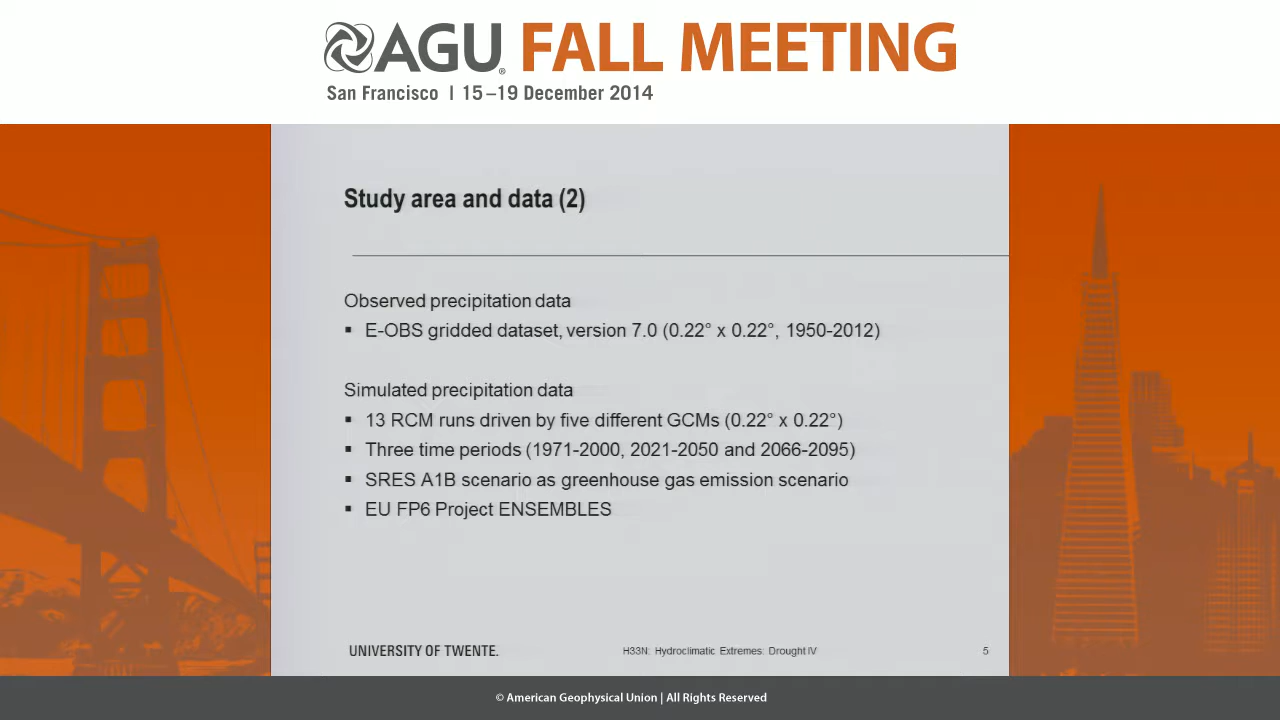 AGU® FALL MEETING
San Francisco | 15–19 December 2014
Study area and data (2)
Observed precipitation data
▪ E-OBS gridded dataset, version 7.0 (0.22° x 0.22°, 1950-2012)
Simulated precipitation data
▪ 13 RCM runs driven by five different GCMs (0.22° x 0.22°)
▪ Three time periods (1971-2000, 2021-2050 and 2066-2095)
▪ SRES A1B scenario as greenhouse gas emission scenario
▪ EU FP6 Project ENSEMBLES
UNIVERSITY OF TWENTE. H33N: Hydroclimatic Extremes: Drought IV 5
© American Geophysical Union | All Rights Reserved